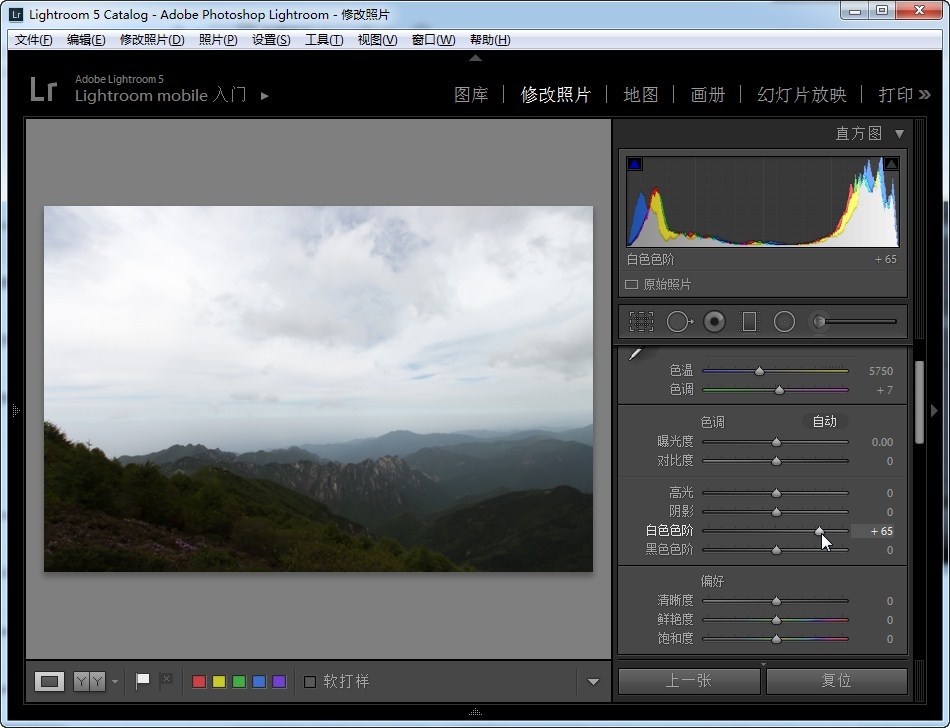 Lr Lightroom 5 Catalog - Adobe Photoshop Lightroom - 修改照片
文件(F) 编辑(E) 修改照片(D) 照片(P) 设置(S) 工具(T) 视图(V) 窗口(W) 帮助(H)
Lr
Adobe Lightroom 5
Lightroom mobile 入门
图库 修改照片 地图 画册 幻灯片放映 打印
直方图
白色色阶 + 65
原始照片
色温 5750
色调 + 7
色调 自动
曝光度 0.00
对比度 0
高光 0
阴影 0
白色色阶 + 65
黑色色阶 0
偏好
清晰度 0
鲜艳度 0
饱和度 0
YY 软打样 上一张 复位